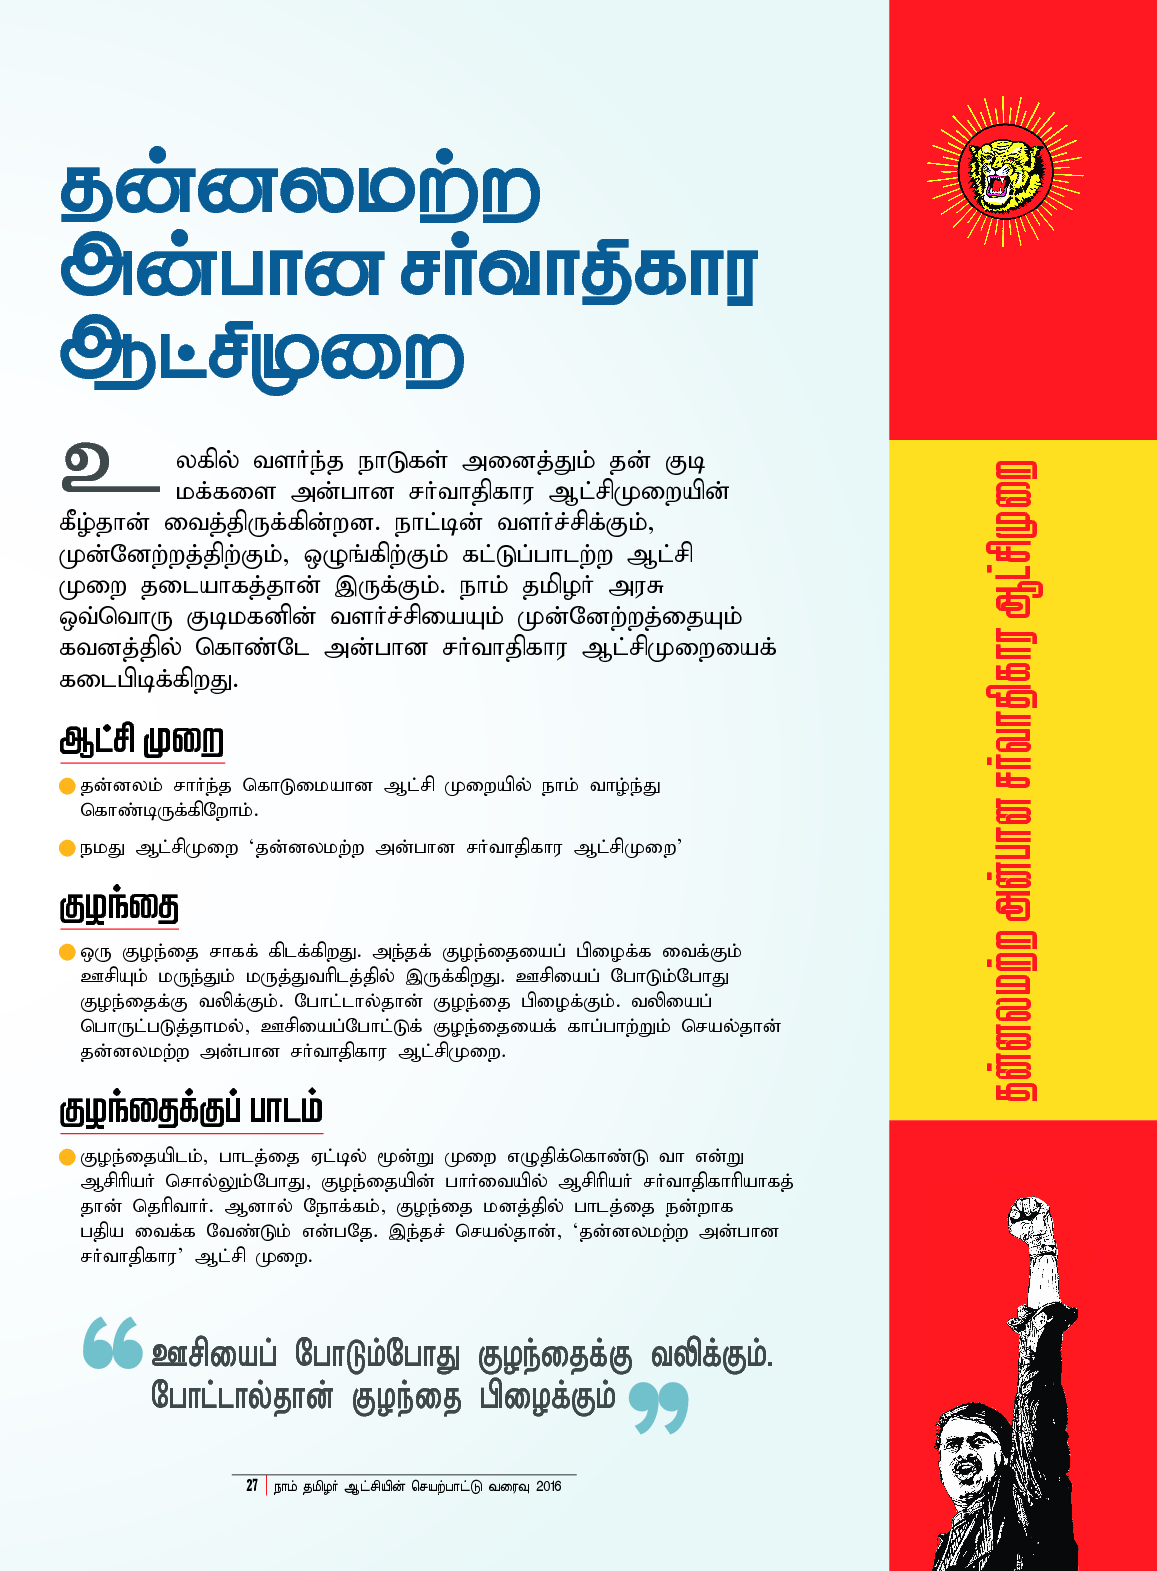 தன்னலமற்ற
அன்பான சர்வாதிகார
ஆட்சிமுறை
உலகில் வளர்ந்த நாடுகள் அனைத்தும் தன் குடி
மக்களை அன்பான சர்வாதிகார ஆட்சிமுறையின்
கீழ்தான் வைத்திருக்கின்றன. நாட்டின் வளர்ச்சிக்கும்,
முன்னேற்றத்திற்கும், ஒழுங்கிற்கும் கட்டுப்பாடற்ற ஆட்சி
முறை தடையாகத்தான் இருக்கும். நாம் தமிழர் அரசு
ஒவ்வொரு குடிமகனின் வளர்ச்சியையும் முன்னேற்றத்தையும்
கவனத்தில் கொண்டே அன்பான சர்வாதிகார ஆட்சிமுறையைக்
கடைபிடிக்கிறது.
ஆட்சி முறை
தன்னலம் சார்ந்த கொடுமையான ஆட்சி முறையில் நாம் வாழ்ந்து
கொண்டிருக்கிறோம்.
நமது ஆட்சிமுறை ‘தன்னலமற்ற அன்பான சர்வாதிகார ஆட்சிமுறை’
குழந்தை
ஒரு குழந்தை சாகக் கிடக்கிறது. அந்தக் குழந்தையைப் பிழைக்க வைக்கும்
ஊசியும் மருந்தும் மருத்துவரிடத்தில் இருக்கிறது. ஊசியைப் போடும்போது
குழந்தைக்கு வலிக்கும். போட்டால்தான் குழந்தை பிழைக்கும். வலியைப்
பொருட்படுத்தாமல், ஊசியைப்போட்டுக் குழந்தையைக் காப்பாற்றும் செயல்தான்
தன்னலமற்ற அன்பான சர்வாதிகார ஆட்சிமுறை.
குழந்தைக்குப் பாடம்
குழந்தையிடம், பாடத்தை ஏட்டில் மூன்று முறை எழுதிக்கொண்டு வா என்று
ஆசிரியர் சொல்லும்போது, குழந்தையின் பார்வையில் ஆசிரியர் சர்வாதிகாரியாகத்
தான் தெரிவார். ஆனால் நோக்கம், குழந்தை மனத்தில் பாடத்தை நன்றாக
பதிய வைக்க வேண்டும் என்பதே. இந்தச் செயல்தான், ‘தன்னலமற்ற அன்பான
சர்வாதிகார’ ஆட்சி முறை.
“ஊசியைப் போடும்போது குழந்தைக்கு வலிக்கும்.
போட்டால்தான் குழந்தை பிழைக்கும்”
27 | நாம் தமிழர் ஆட்சியின் செயற்பாட்டு வரைவு 2016
தன்னலமற்ற அன்பான சர்வாதிகார ஆட்சிமுறை